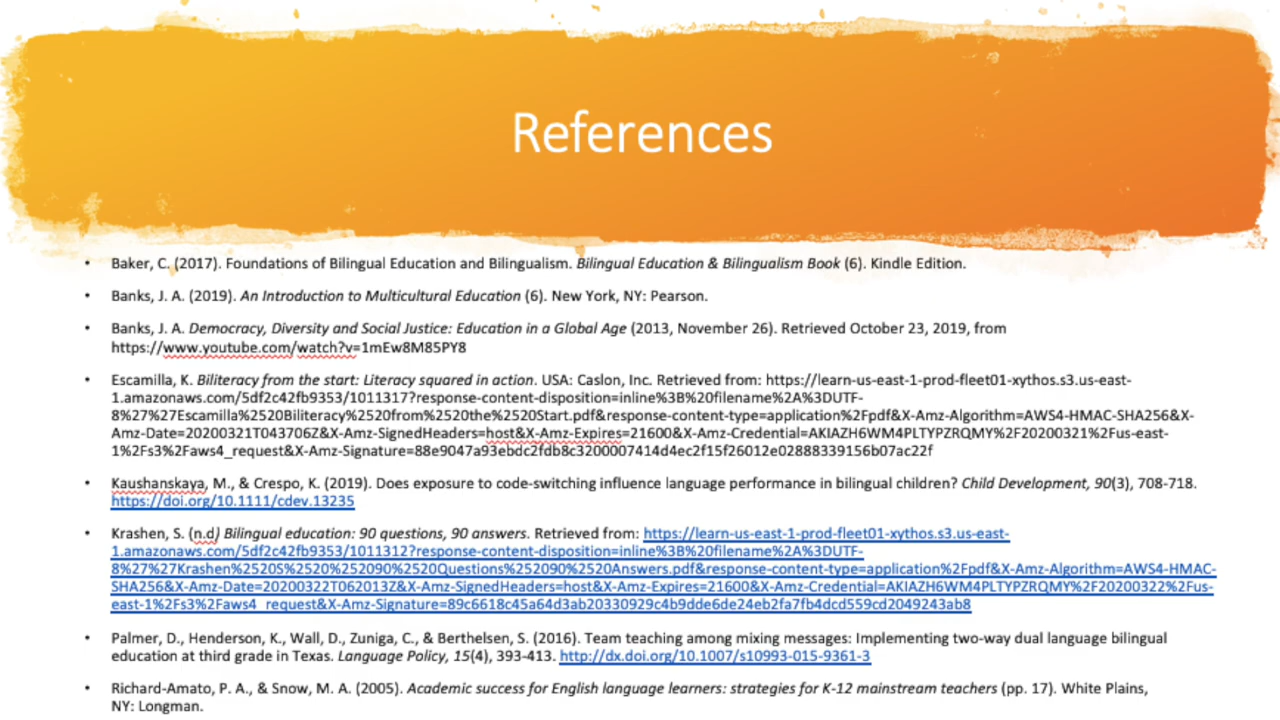 References
• Baker, C. (2017). Foundations of Bilingual Education and Bilingualism. Bilingual Education & Bilingualism Book (6). Kindle Edition.
• Banks, J. A. (2019). An Introduction to Multicultural Education (6). New York, NY: Pearson.
• Banks, J. A. Democracy, Diversity and Social Justice: Education in a Global Age (2013, November 26). Retrieved October 23, 2019, from
https://www.youtube.com/watch?v=1mEw8M85PY8
• Escamilla, K. Biliteracy from the start: Literacy squared in action. USA: Caslon, Inc. Retrieved from: https://learn-us-east-1-prod-fleet01-xythos.s3.us-east-
1.amazonaws.com/5df2c42fb9353/1011317?response-content-disposition=inline%3B%20filename%2A%3DUTF-
8%27%27Escamilla%2520Biliteracy%2520from%2520the%2520Start.pdf&response-content-type=application%2Fpdf&X-Amz-Algorithm=AWS4-HMAC-SHA256&X-
Amz-Date=20200321T043706Z&X-Amz-SignedHeaders=host&X-Amz-Expires=21600&X-Amz-Credential=AKIAZH6WM4PLTYPZRQMY%2F20200321%2Fus-east-
1%2Fs3%2Faws4_request&X-Amz-Signature=88e9047a93ebdc2fdb8c3200007414d4ec2f15f26012e02888339156b07ac22f
• Kaushanskaya, M., & Crespo, K. (2019). Does exposure to code-switching influence language performance in bilingual children? Child Development, 90(3), 708-718.
https://doi.org/10.1111/cdev.13235
• Krashen, S. (n.d) Bilingual education: 90 questions, 90 answers. Retrieved from: https://learn-us-east-1-prod-fleet01-xythos.s3.us-east-
1.amazonaws.com/5df2c42fb9353/1011312?response-content-disposition=inline%3B%20filename%2A%3DUTF-
8%27%27Krashen%2520S%2520%252090%2520Questions%252090%2520Answers.pdf&response-content-type=application%2Fpdf&X-Amz-Algorithm=AWS4-HMAC-
SHA256&X-Amz-Date=20200322T062013Z&X-Amz-SignedHeaders=host&X-Amz-Expires=21600&X-Amz-Credential=AKIAZH6WM4PLTYPZRQMY%2F20200322%2Fus-
east-1%2Fs3%2Faws4_request&X-Amz-Signature=89c6618c45a64d3ab20330929c4b9dde6de24eb2fa7fb4dcd559cd2049243ab8
• Palmer, D., Henderson, K., Wall, D., Zuniga, C., & Berthelsen, S. (2016). Team teaching among mixing messages: Implementing two-way dual language bilingual
education at third grade in Texas. Language Policy, 15(4), 393-413. http://dx.doi.org/10.1007/s10993-015-9361-3
• Richard-Amato, P. A., & Snow, M. A. (2005). Academic success for English language learners: strategies for K-12 mainstream teachers (pp. 17). White Plains,
NY: Longman.